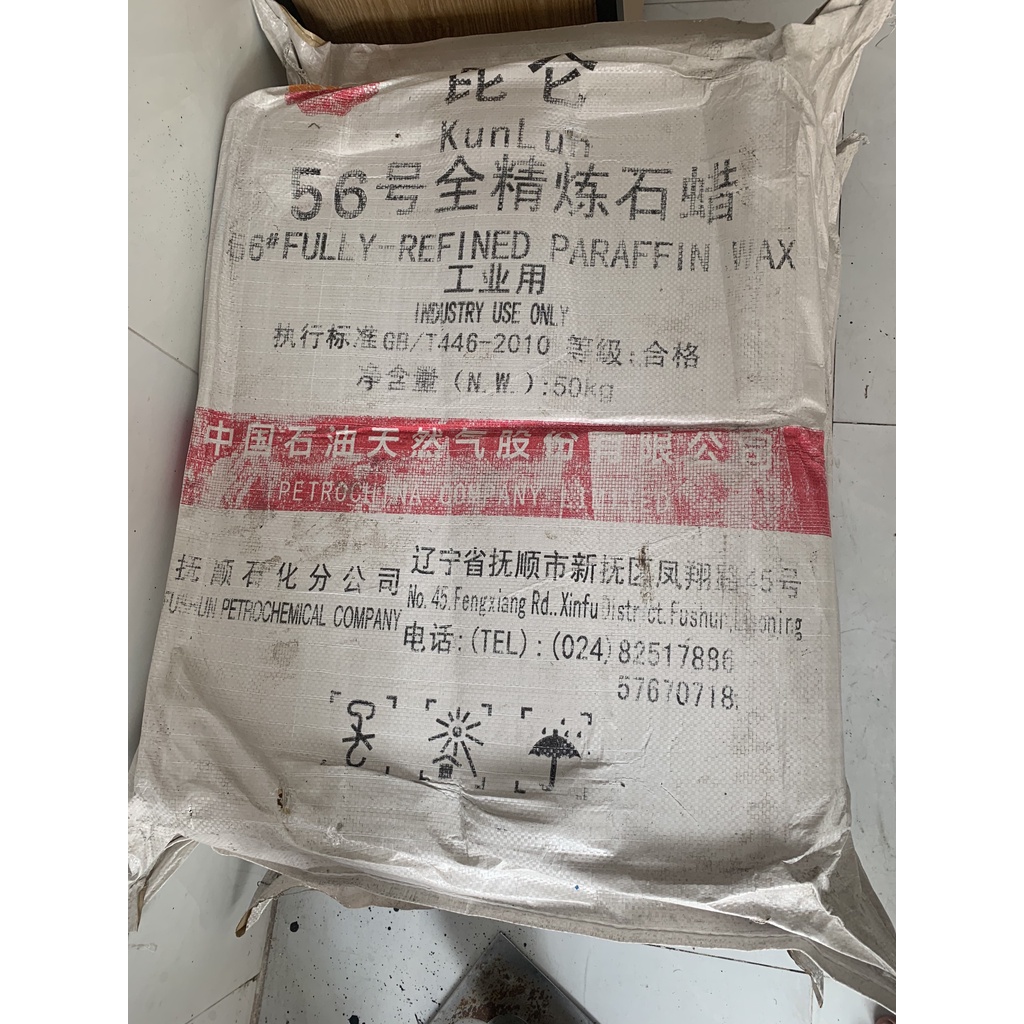 昆仑
KunLun
56号全精炼石蜡
56#FULLY-REFINED PARAFFIN WAX
工业用
INDUSTRY USE ONLY
执行标准GB/T446-2010 等级:合格
净含量(N.W.):50kg
中国石油天然气股份有限公司
PETROCHINA COMPANY LIMITED
抚顺石化分公司
FUSHUN PETROCHEMICAL COMPANY
辽宁省抚顺市新抚区凤翔路45号
No.45.Fengxiang Rd..Xinfu District.Fushun.Liaoning
电话:(TEL):(024)82517886
57670718